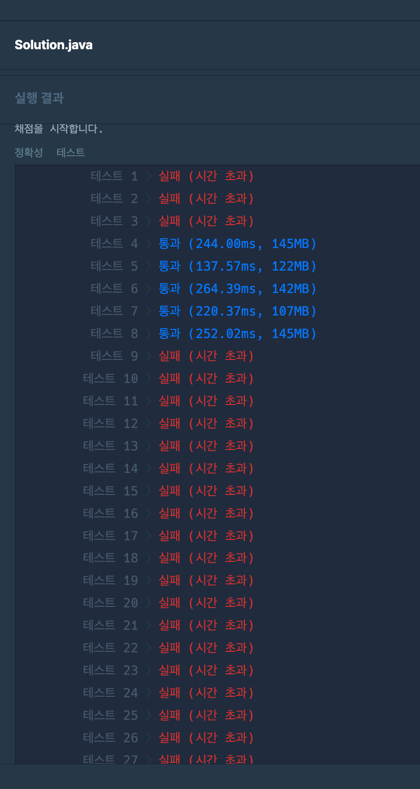 Solution.java
실행 결과
채점을 시작합니다.
정확성 테스트
테스트 1 〉 실패 (시간 초과)
테스트 2 〉 실패 (시간 초과)
테스트 3 〉 실패 (시간 초과)
테스트 4 〉 통과 (244.00ms, 145MB)
테스트 5 〉 통과 (137.57ms, 122MB)
테스트 6 〉 통과 (264.39ms, 142MB)
테스트 7 〉 통과 (220.37ms, 107MB)
테스트 8 〉 통과 (252.02ms, 145MB)
테스트 9 〉 실패 (시간 초과)
테스트 10 〉 실패 (시간 초과)
테스트 11 〉 실패 (시간 초과)
테스트 12 〉 실패 (시간 초과)
테스트 13 〉 실패 (시간 초과)
테스트 14 〉 실패 (시간 초과)
테스트 15 〉 실패 (시간 초과)
테스트 16 〉 실패 (시간 초과)
테스트 17 〉 실패 (시간 초과)
테스트 18 〉 실패 (시간 초과)
테스트 19 〉 실패 (시간 초과)
테스트 20 〉 실패 (시간 초과)
테스트 21 〉 실패 (시간 초과)
테스트 22 〉 실패 (시간 초과)
테스트 23 〉 실패 (시간 초과)
테스트 24 〉 실패 (시간 초과)
테스트 25 〉 실패 (시간 초과)
테스트 26 〉 실패 (시간 초과)
테스트 27 〉 실패 (시간 초과)